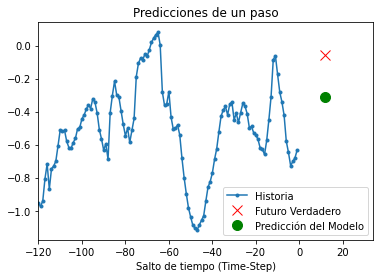 Predicciones de un paso
0.0
−0.2
−0.4
−0.6
−0.8
−1.0
Historia
Futuro Verdadero
Predicción del Modelo
−120 −100 −80 −60 −40 −20 0 20
Salto de tiempo (Time-Step)